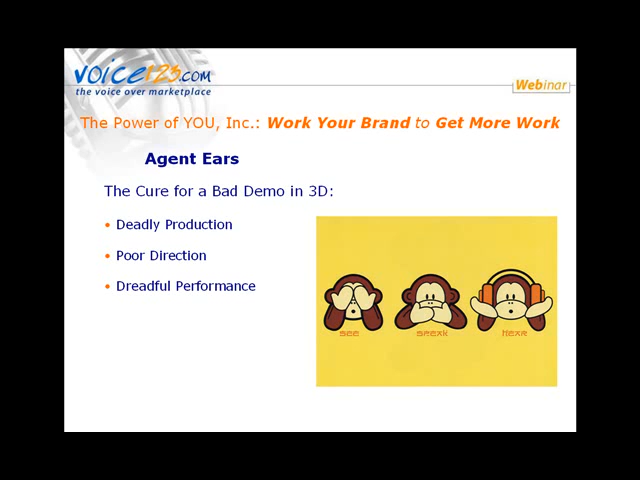 voice123.com
the voice over marketplace
Webinar
The Power of YOU, Inc.: Work Your Brand to Get More Work
Agent Ears
The Cure for a Bad Demo in 3D:
• Deadly Production
• Poor Direction
• Dreadful Performance
SEE SPEAK HEAR